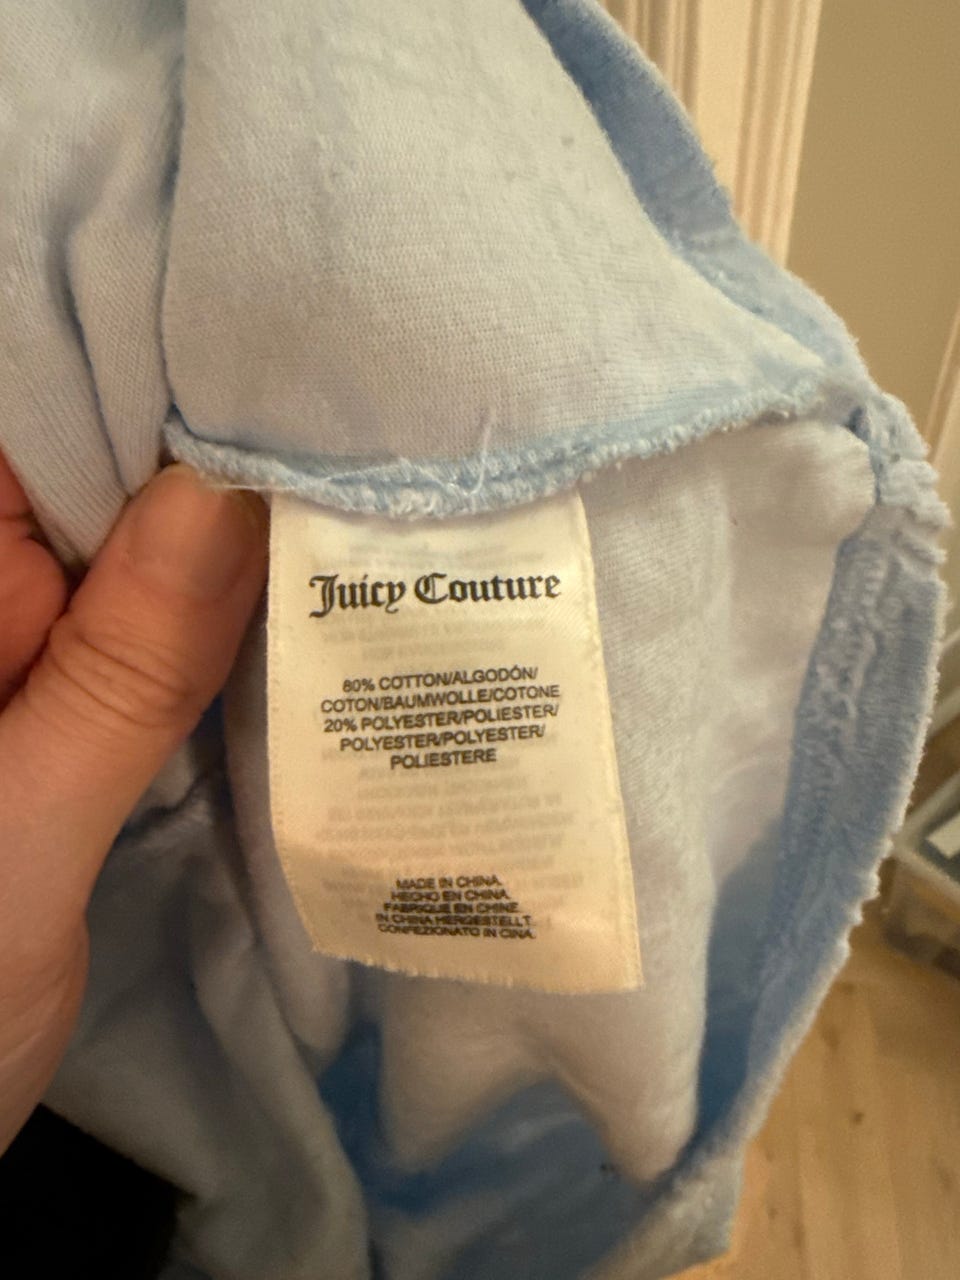 Juicy Couture
80% COTTON/ALGODÓN/
COTON/BAUMWOLLE/COTONE
20% POLYESTER/POLIESTER/
POLYESTER/POLYESTER/
POLIESTERE
MADE IN CHINA.
HECHO EN CHINA.
FABRIQUE EN CHINE.
IN CHINA HERGESTELLT.
CONFEZIONATO IN CINA.